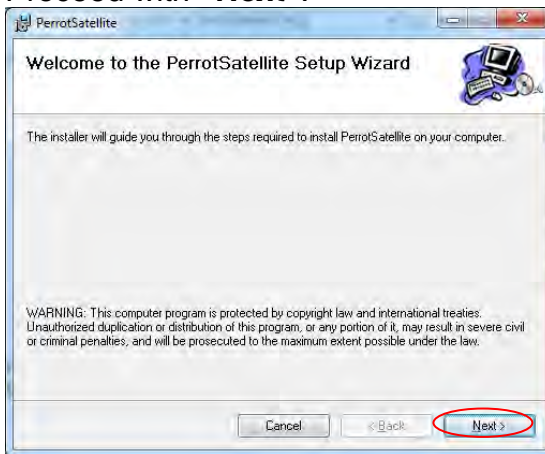 Proceed with "Next".
PerrotSatellite
Welcome to the PerrotSatellite Setup Wizard
The installer will guide you through the steps required to install PerrotSatellite on your computer.
WARNING: This computer program is protected by copyright law and international treaties.
Unauthorized duplication or distribution of this program, or any portion of it, may result in severe civil
or criminal penalties, and will be prosecuted to the maximum extent possible under the law.
Cancel < Back Next >